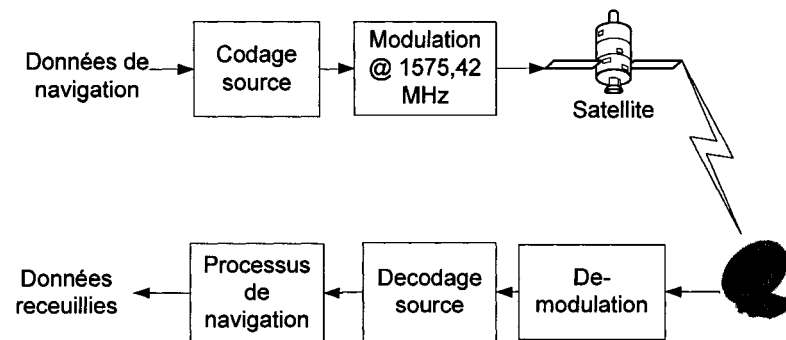 Données de
navigation
Codage
source
Modulation
@ 1575,42
MHz
Satellite
Données
receuillies
Processus
de
navigation
Decodage
source
De-
modulation